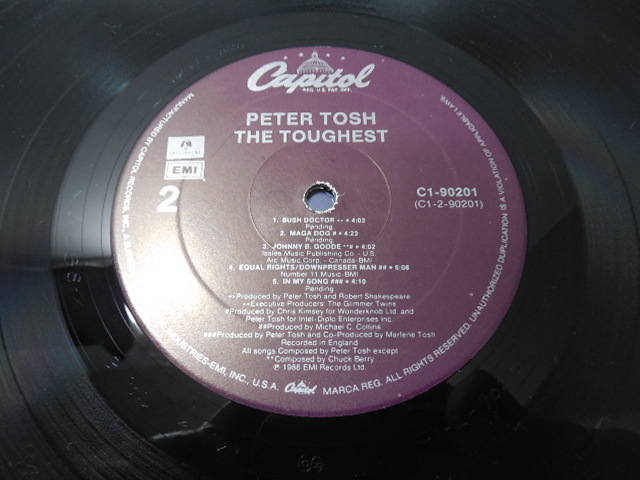 Capitol
REG. U.S. PAT. OFF.
PETER TOSH
THE TOUGHEST
EMI
2
C1-90201
(C1-2-90201)
1. BUSH DOCTOR ++ • 4:03
Pending
2. MAGA DOG # • 4:23
Pending
3. JOHNNY B. GOODE **# • 4:02
Isalee Music Publishing Co - U.S.
Arc Music Corp. - Canada-BMI
4. EQUAL RIGHTS/DOWNPRESSER MAN ## • 6:06
Number 11 Music-BMI
5. IN MY SONG ### • 4:10
Pending
++Produced by Peter Tosh and Robert Shakespeare
++Executive Producers: The Glimmer Twins
#Produced by Chris Kimsey for Wonderknob Ltd. and
Peter Tosh for Intel-Diplo Enterprises Inc.
##Produced by Michael C. Collins
###Produced by Peter Tosh and Co-Produced by Marlene Tosh
Recorded in England
All songs Composed by Peter Tosh except
**Composed by Chuck Berry
℗ 1988 EMI Records Ltd.
MANUFACTURED BY CAPITOL RECORDS, INC., A
INDUSTRIES-EMI, INC., U.S.A. Capitol MARCA REG. ALL RIGHTS RESERVED. UNAUTHORIZED DUPLICATION IS A VIOLATION OF APPLICABLE LAWS.